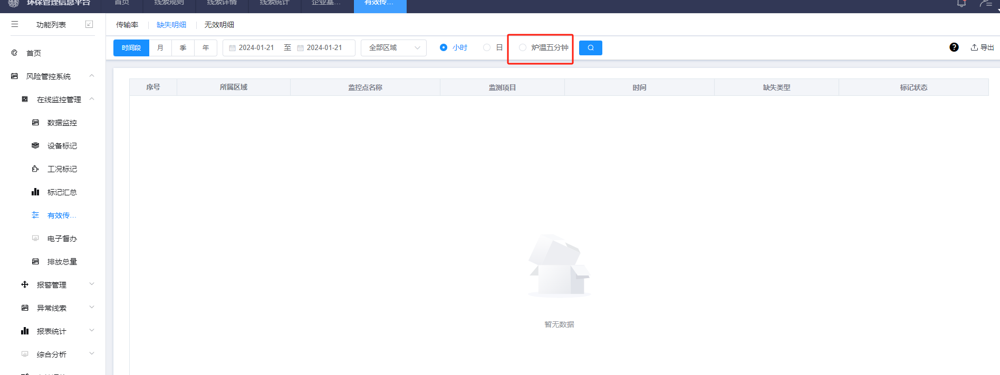 环保管理信息平台 首页 线索规则 线索详情 线索统计 企业基... 有效传...
功能列表 传输率 缺失明细 无效明细
时间段 月 季 年 2024-01-21 至 2024-01-21 全部区域 小时 日 炉温五分钟 导出
首页
风险管控系统
在线监控管理
数据监控
设备标记
工况标记
标记汇总
有效传...
电子督办
排放总量
报警管理
异常线索
报表统计
综合分析
序号 所属区域 监控点名称 监测项目 时间 缺失类型 标记状态
暂无数据